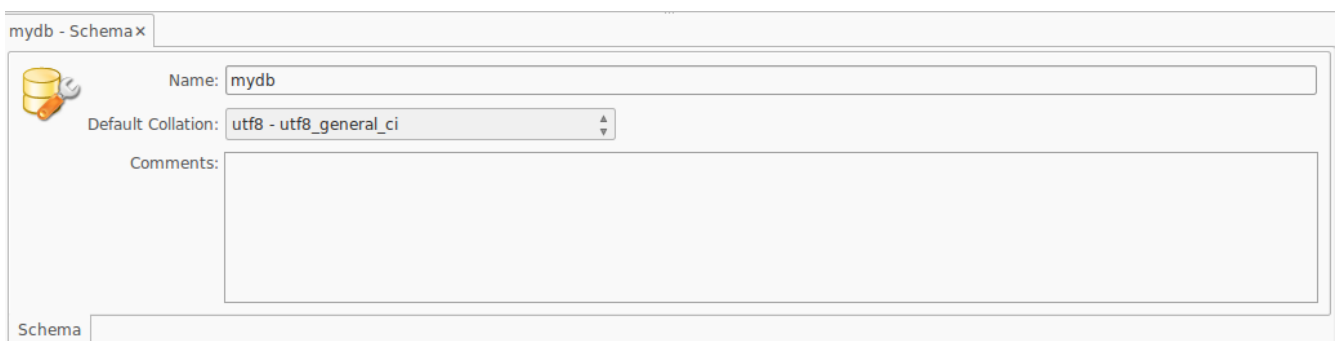 mydb - Schema×
Name: mydb
Default Collation: utf8 - utf8_general_ci
Comments:
Schema